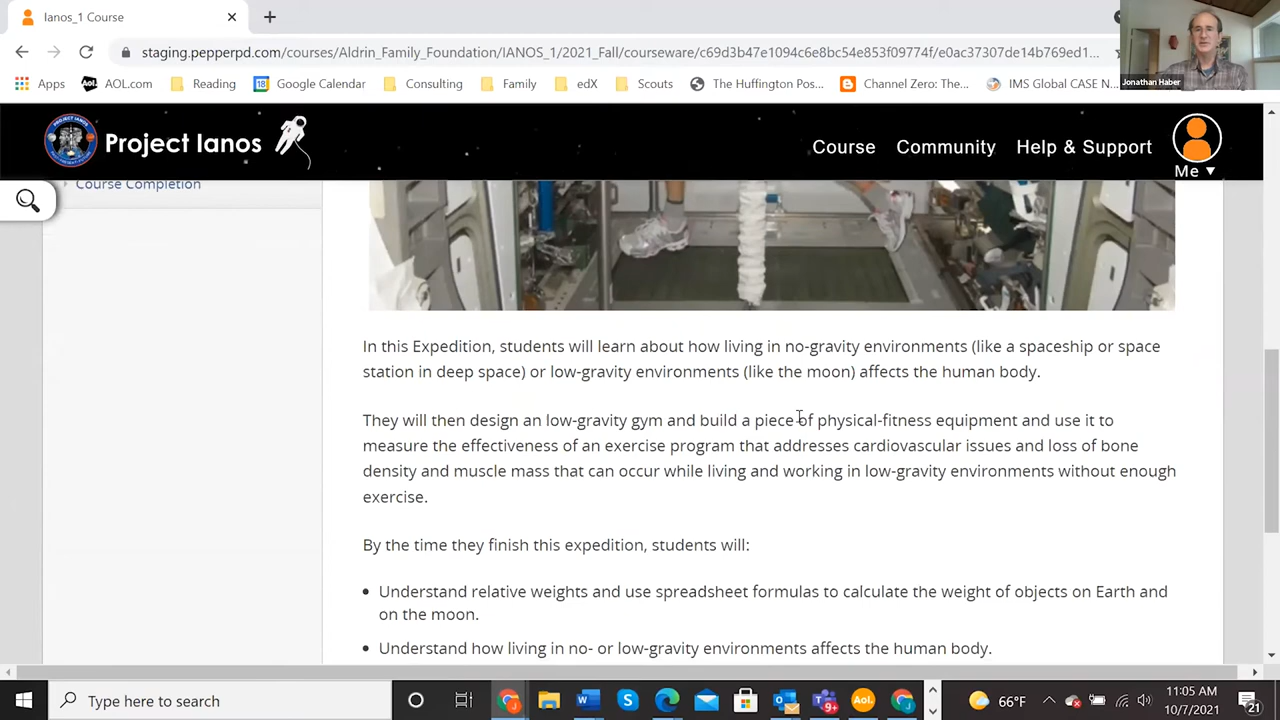 Ianos_1 Course
staging.pepperpd.com/courses/Aldrin_Family_Foundation/IANOS_1/2021_Fall/courseware/c69d3b47e1094c6e8bc54e853f09774f/e0ac37307de14b769ed1...
Apps AOL.com Reading Google Calendar Consulting Family edX Scouts The Huffington Pos... Channel Zero: The... IMS Global CASE N...
Jonathan Haber
Project Ianos
Course Community Help & Support
Me ▼
Course Completion
In this Expedition, students will learn about how living in no-gravity environments (like a spaceship or space
station in deep space) or low-gravity environments (like the moon) affects the human body.
They will then design an low-gravity gym and build a piece of physical-fitness equipment and use it to
measure the effectiveness of an exercise program that addresses cardiovascular issues and loss of bone
density and muscle mass that can occur while living and working in low-gravity environments without enough
exercise.
By the time they finish this expedition, students will:
• Understand relative weights and use spreadsheet formulas to calculate the weight of objects on Earth and
on the moon.
• Understand how living in no- or low-gravity environments affects the human body.
Type here to search
66°F
11:05 AM
10/7/2021
21